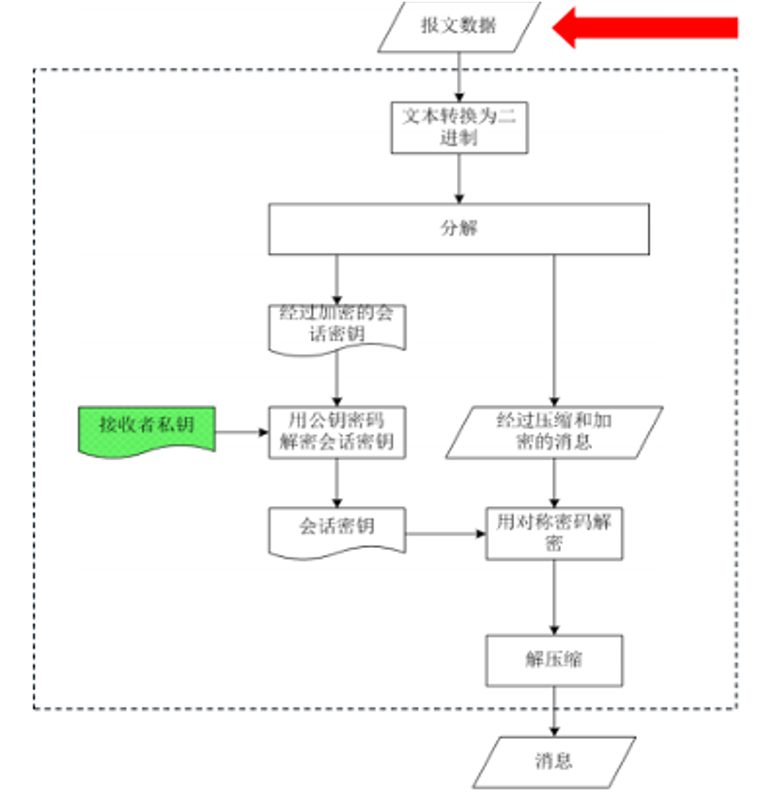 报文数据
文本转换为二
进制
分解
经过加密的会
话密钥
接收者私钥
用公钥密码
解密会话密钥
经过压缩和加
密的消息
会话密钥
用对称密码解
密
解压缩
消息